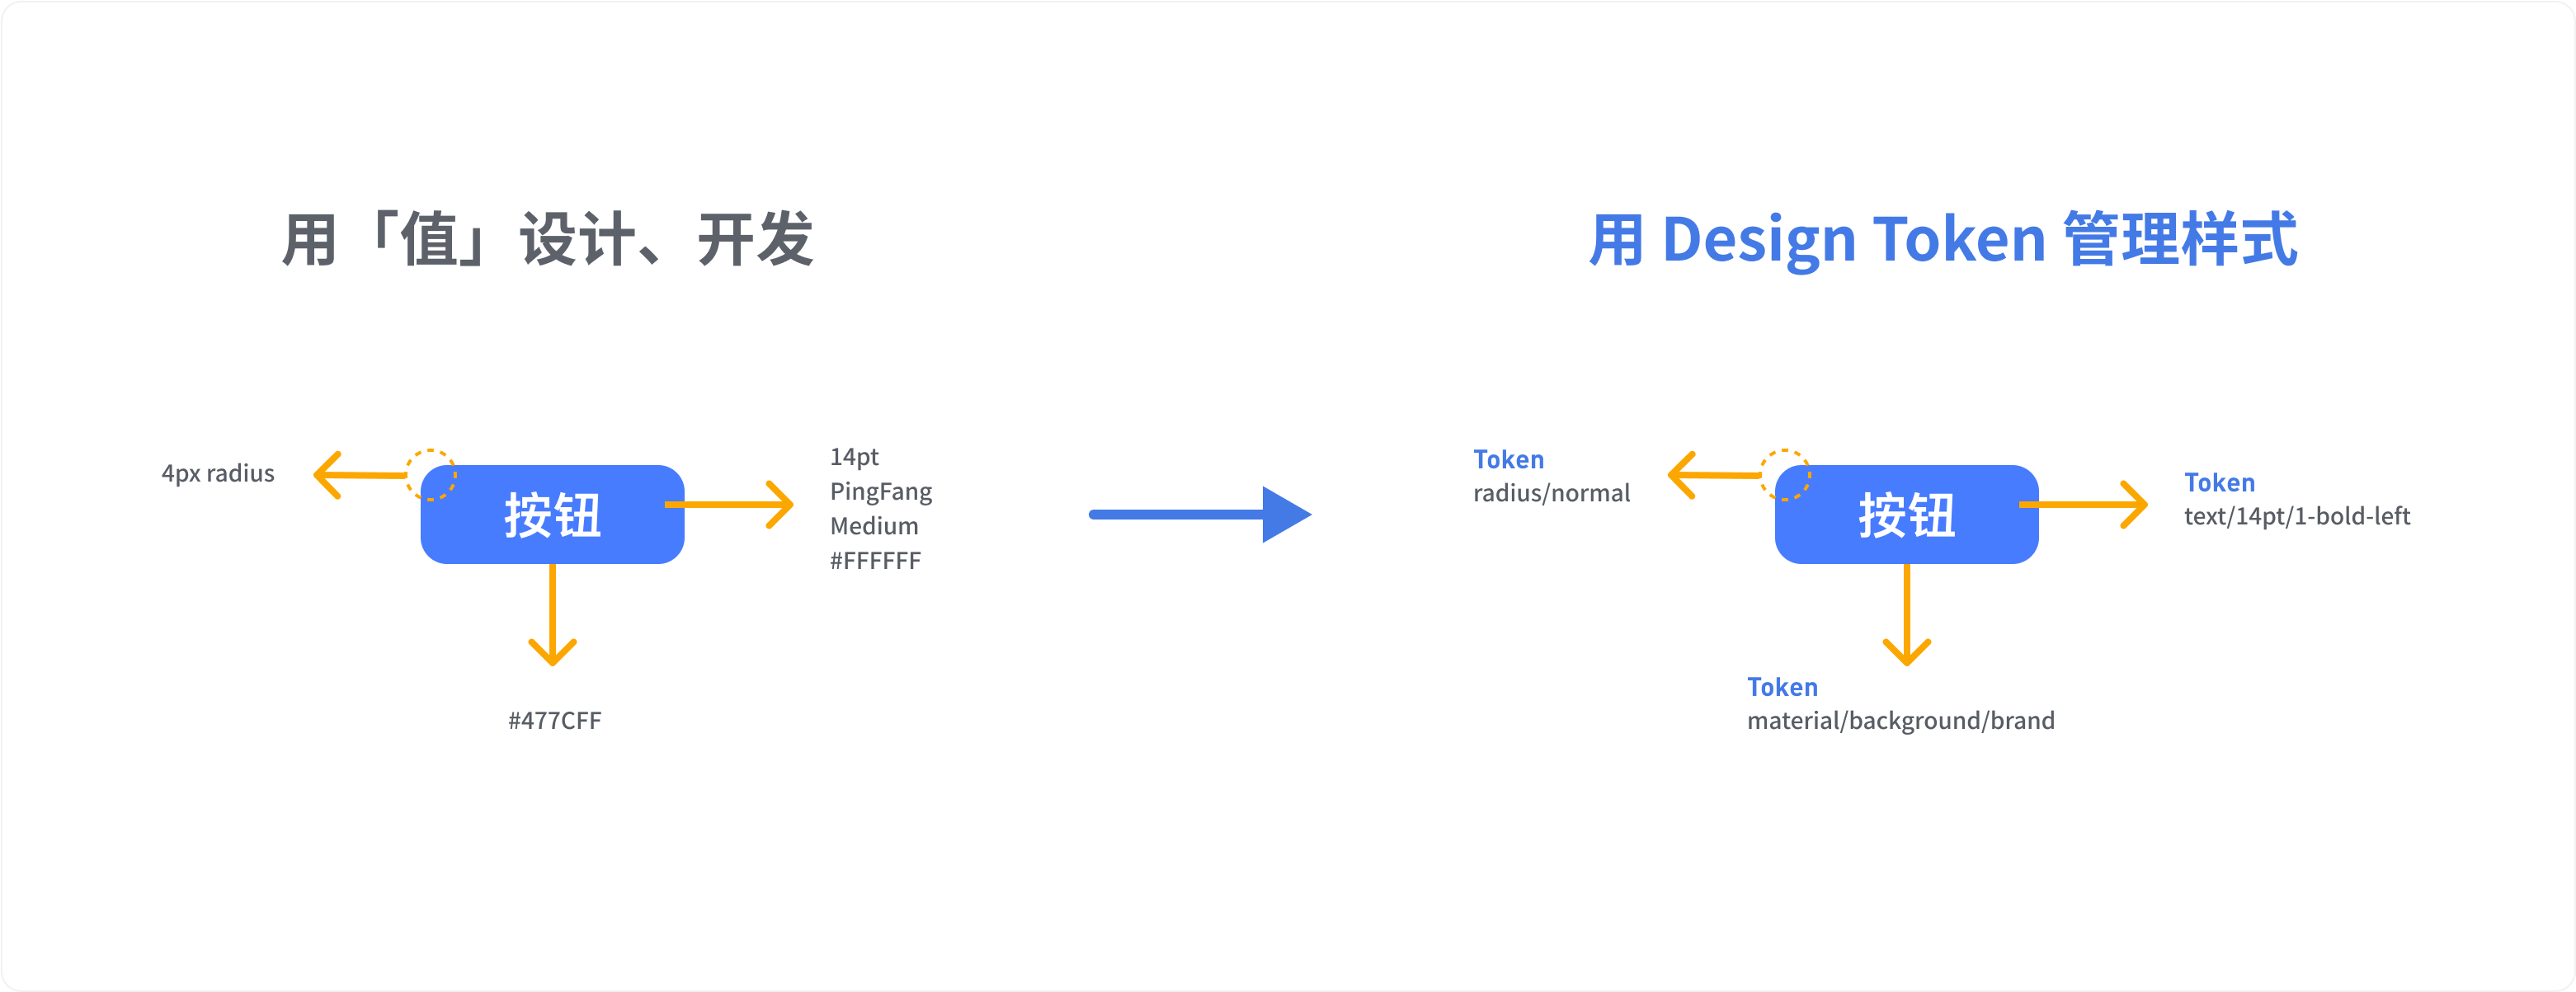 用「值」设计、开发
4px radius
按钮
14pt
PingFang
Medium
#FFFFFF
#477CFF
用 Design Token 管理样式
Token
radius/normal
按钮
Token
text/14pt/1-bold-left
Token
material/background/brand